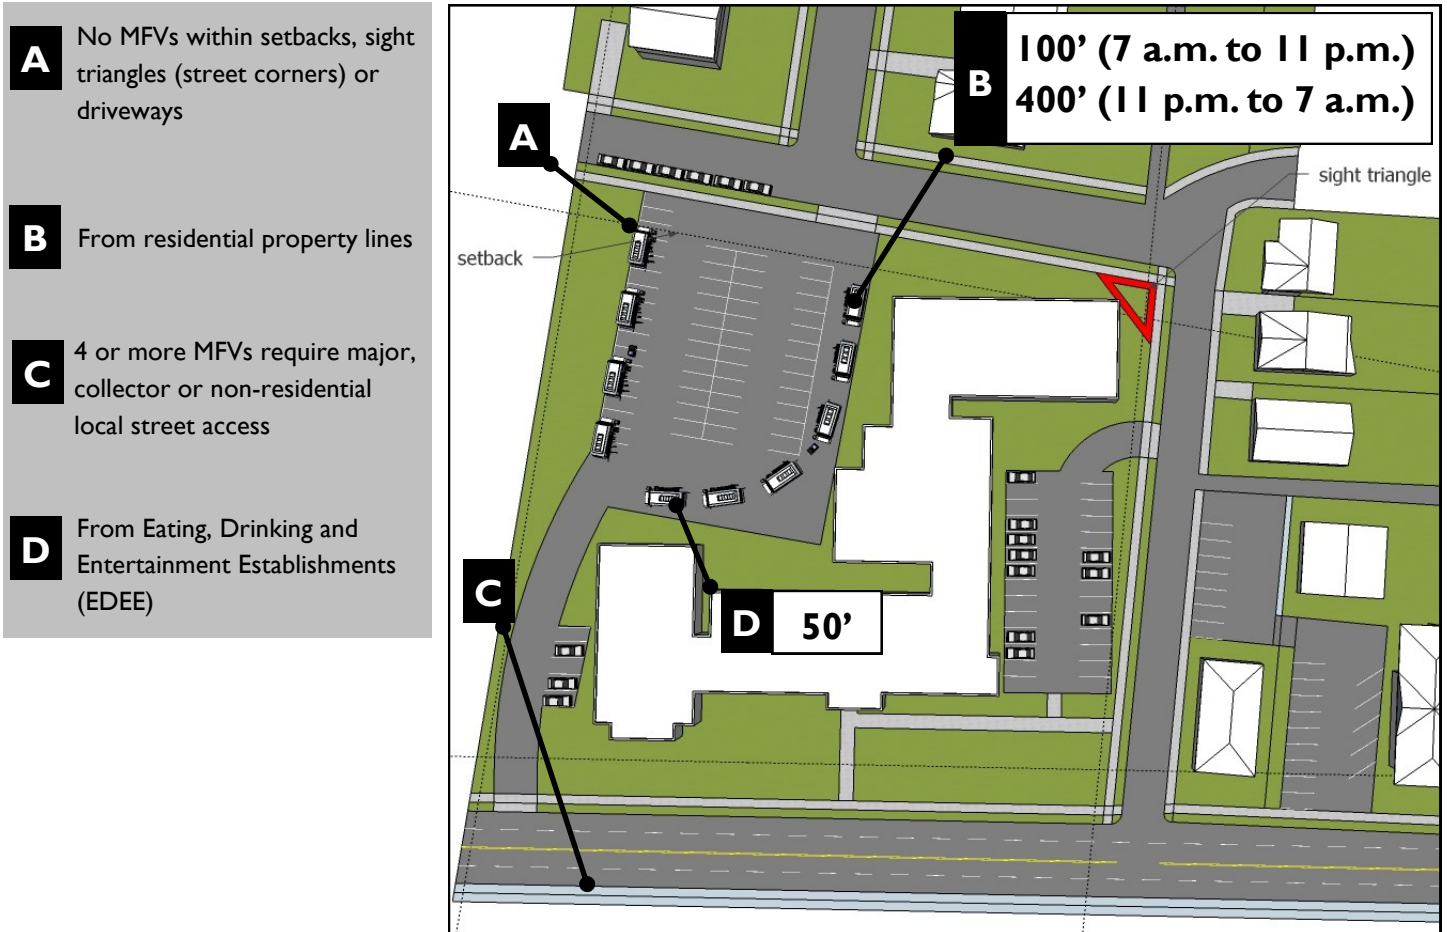 A
No MFVs within setbacks, sight
triangles (street corners) or
driveways
B
From residential property lines
C
4 or more MFVs require major,
collector or non-residential
local street access
D
From Eating, Drinking and
Entertainment Establishments
(EDEE)
B
100’ (7 a.m. to 11 p.m.)
400’ (11 p.m. to 7 a.m.)
A
sight triangle
setback
C
D
50’